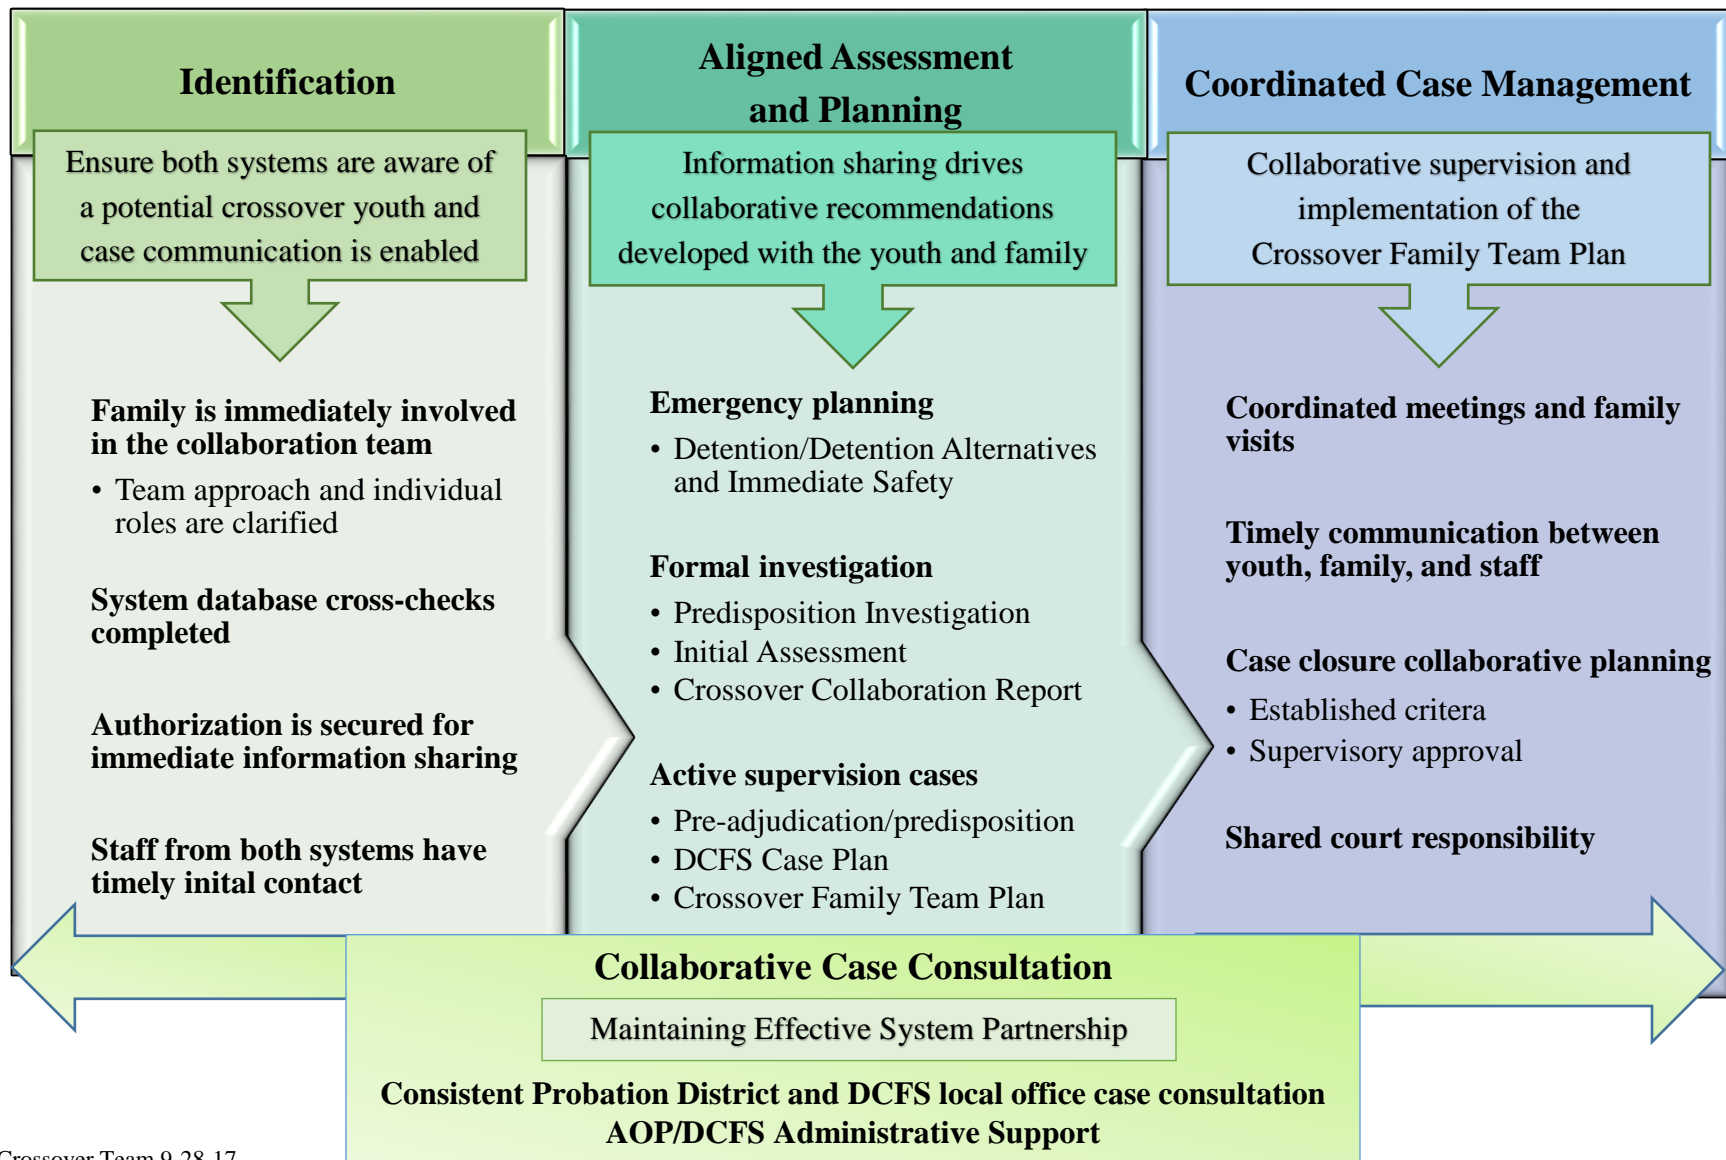 Identification
Ensure both systems are aware of
a potential crossover youth and
case communication is enabled
Family is immediately involved
in the collaboration team
• Team approach and individual
roles are clarified
System database cross-checks
completed
Authorization is secured for
immediate information sharing
Staff from both systems have
timely inital contact
Aligned Assessment
and Planning
Information sharing drives
collaborative recommendations
developed with the youth and family
Emergency planning
• Detention/Detention Alternatives
and Immediate Safety
Formal investigation
• Predisposition Investigation
• Initial Assessment
• Crossover Collaboration Report
Active supervision cases
• Pre-adjudication/predisposition
• DCFS Case Plan
• Crossover Family Team Plan
Coordinated Case Management
Collaborative supervision and
implementation of the
Crossover Family Team Plan
Coordinated meetings and family
visits
Timely communication between
youth, family, and staff
Case closure collaborative planning
• Established critera
• Supervisory approval
Shared court responsibility
Collaborative Case Consultation
Maintaining Effective System Partnership
Consistent Probation District and DCFS local office case consultation
AOP/DCFS Administrative Support
Crossover Team 9-28-17